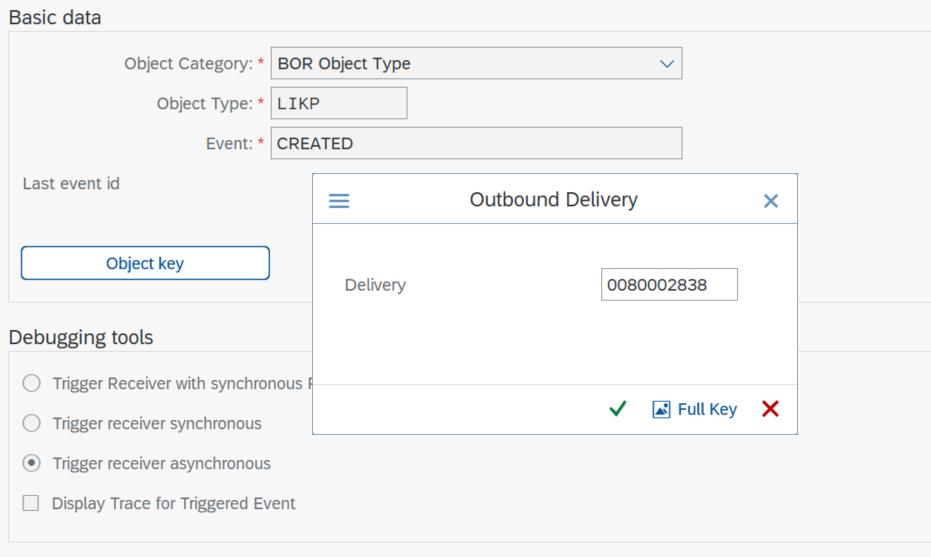 Basic data
Object Category: * BOR Object Type
Object Type: * LIKP
Event: * CREATED
Last event id
Outbound Delivery
Object key
Delivery 0080002838
Debugging tools
Trigger Receiver with synchronous
Trigger receiver synchronous
Full Key
Trigger receiver asynchronous
Display Trace for Triggered Event